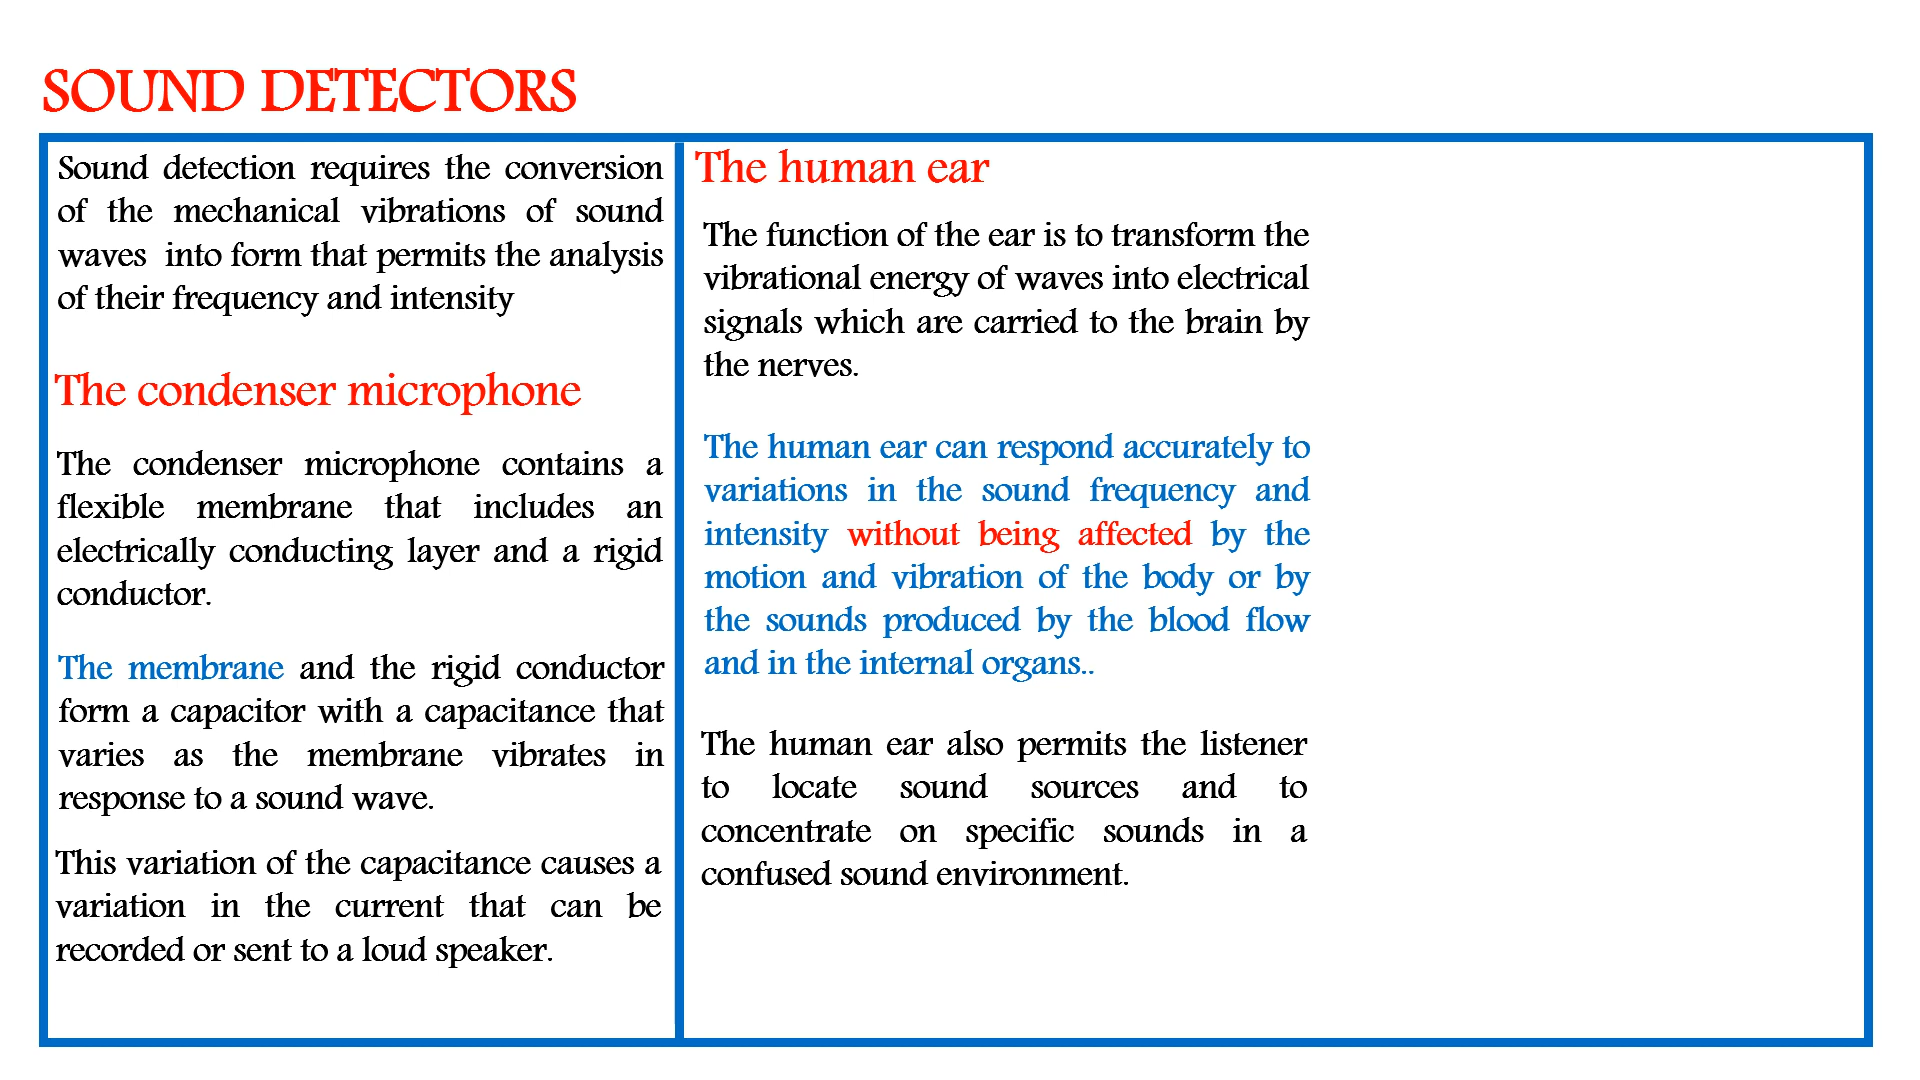 SOUND DETECTORS
Sound detection requires the conversion
of the mechanical vibrations of sound
waves into form that permits the analysis
of their frequency and intensity
The condenser microphone
The condenser microphone contains a
flexible membrane that includes an
electrically conducting layer and a rigid
conductor.
The membrane and the rigid conductor
form a capacitor with a capacitance that
varies as the membrane vibrates in
response to a sound wave.
This variation of the capacitance causes a
variation in the current that can be
recorded or sent to a loud speaker.
The human ear
The function of the ear is to transform the
vibrational energy of waves into electrical
signals which are carried to the brain by
the nerves.
The human ear can respond accurately to
variations in the sound frequency and
intensity without being affected by the
motion and vibration of the body or by
the sounds produced by the blood flow
and in the internal organs..
The human ear also permits the listener
to locate sound sources and to
concentrate on specific sounds in a
confused sound environment.